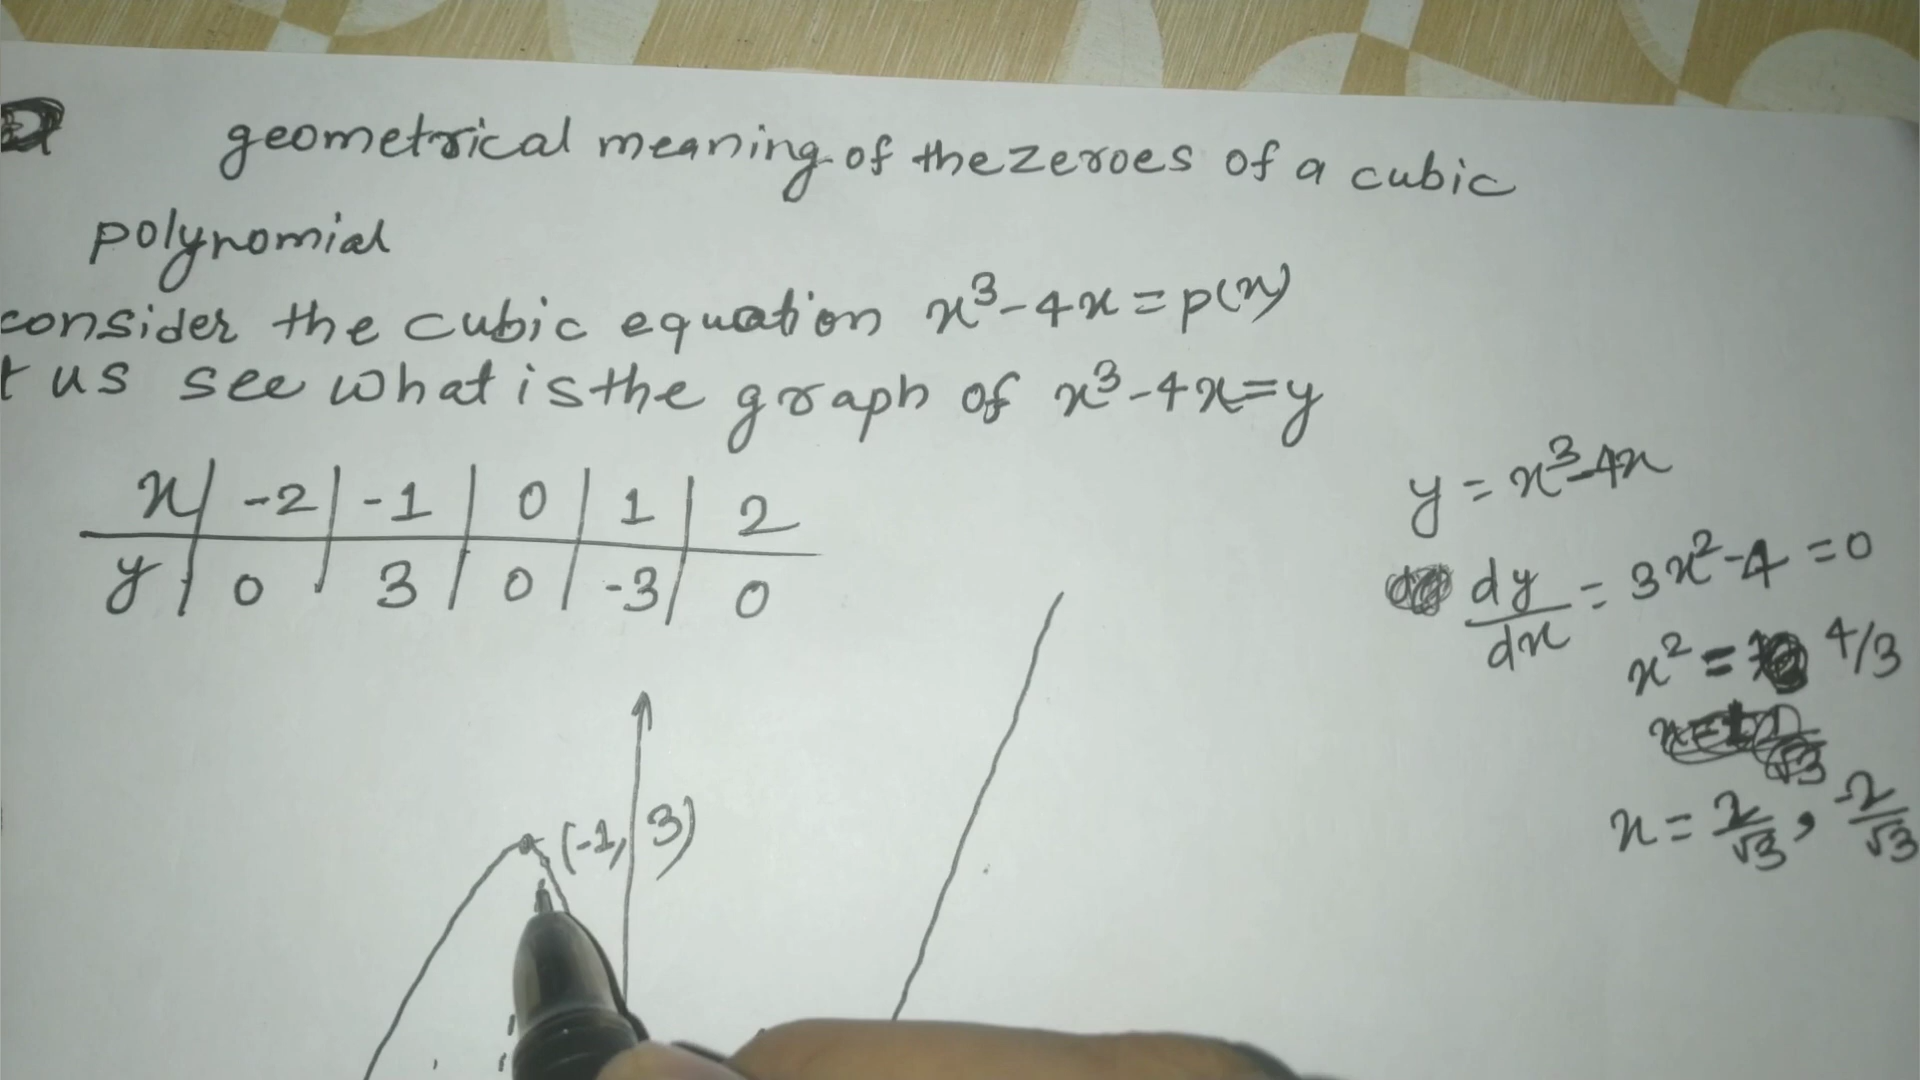 geometrical meaning of the zeroes of a cubic
polynomial
consider the cubic equation x³-4x=p(x)
t us see what is the graph of x³-4x=y
x | -2 | -1 | 0 | 1 | 2
y | 0 | 3 | 0 | -3 | 0
y = x³-4x
dy/dx = 3x²-4 = 0
x² = 4/3
x = 2/√3, -2/√3
(-1, 3)